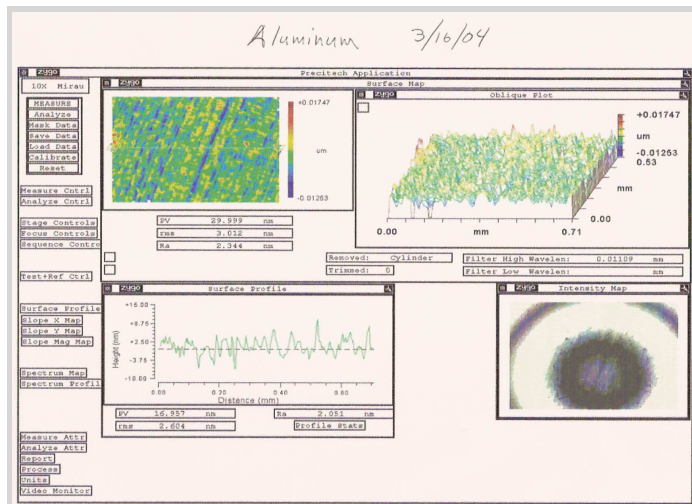 Aluminum 3/16/04
zygo Precitech Application
10X Mirau
MEASURE
Analyze
Mask Data
Save Data
Load Data
Calibrate
Reset
Measure Cntrl
Analyze Cntrl
Stage Controls
Focus Controls
Sequence Contro
Test+Ref Ctrl
Surface Profile
Slope X Map
Slope Y Map
Slope Mag Map
Spectrum Map
Spectrum Profil
Measure Attr
Analyze Attr
Report
Process
Units
Video Monitor
zygo Surface Map
+0.01747
um
-0.01253
PV 29.999 nm
rms 3.012 nm
Ra 2.344 nm
zygo Oblique Plot
+0.01747
um
-0.01253
0.53
mm
0.00
0.00 mm 0.71
Removed: Cylinder
Trimmed: 0
Filter High Wavelen: 0.01109 mm
Filter Low Wavelen: mm
zygo Surface Profile
+15.00
+8.75
+2.50
-3.75
-10.00
Height (nm)
0.00 0.20 0.40 0.60
Distance (mm)
PV 16.957 nm
Ra 2.051 nm
rms 2.604 nm
Profile Stats
zygo Intensity Map